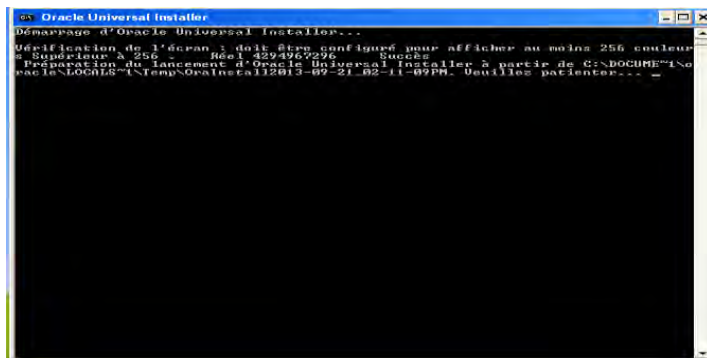 Oracle Universal Installer
Démarrage d'Oracle Universal Installer...
Vérification de l'écran : doit être configuré pour afficher au moins 256 couleur
s Supérieur à 256 . Réel 4294967296 Succès
Préparation du lancement d'Oracle Universal Installer à partir de C:\DOCUME~1\o
racle\LOCALS~1\Temp\OraInstall2013-09-21_02-11-09PM. Veuillez patienter... _